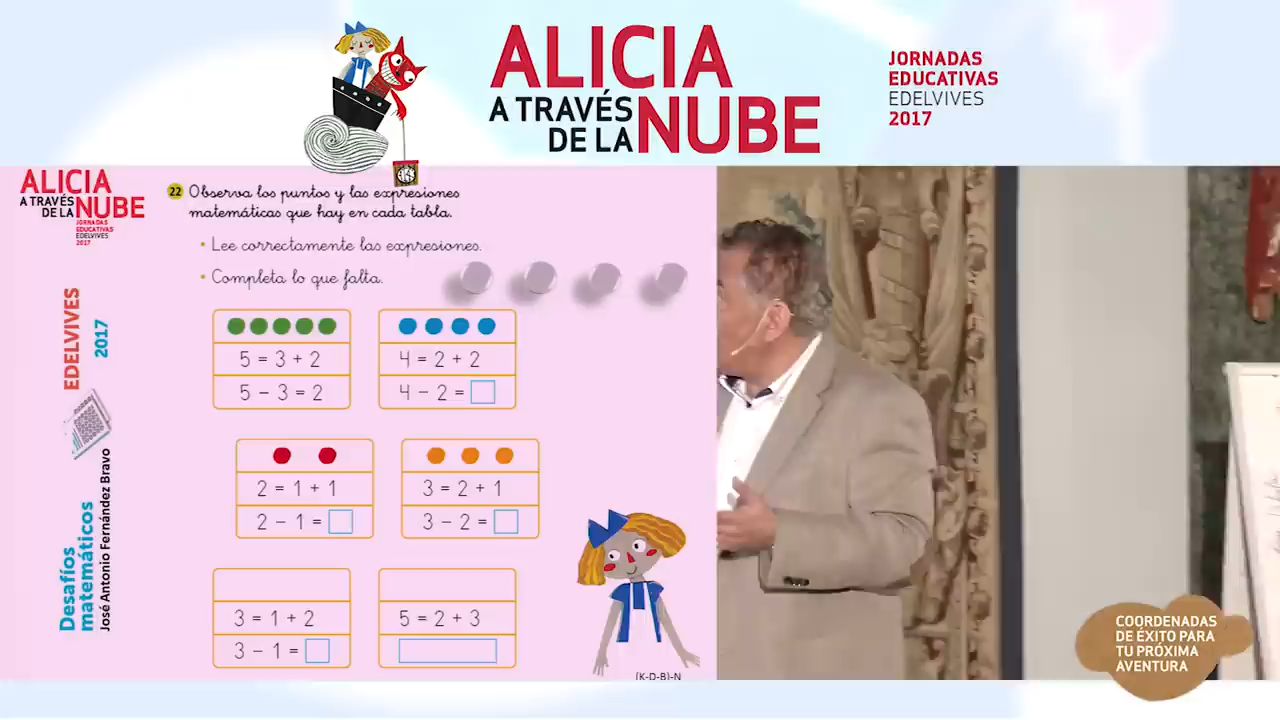 ALICIA
A TRAVÉS
DE LA NUBE
JORNADAS
EDUCATIVAS
EDELVIVES
2017
ALICIA
A TRAVÉS
DE LA NUBE
JORNADAS
EDUCATIVAS
EDELVIVES
2017
EDELVIVES
2017
Desafíos
matemáticos
José Antonio Fernández Bravo
22 Observa los puntos y las expresiones
matemáticas que hay en cada tabla.
• Lee correctamente las expresiones.
• Completa lo que falta.
5 = 3 + 2
5 − 3 = 2
4 = 2 + 2
4 − 2 =
2 = 1 + 1
2 − 1 =
3 = 2 + 1
3 − 2 =
3 = 1 + 2
3 − 1 =
5 = 2 + 3
(K-D-B)-N
COORDENADAS
DE ÉXITO PARA
TU PRÓXIMA
AVENTURA